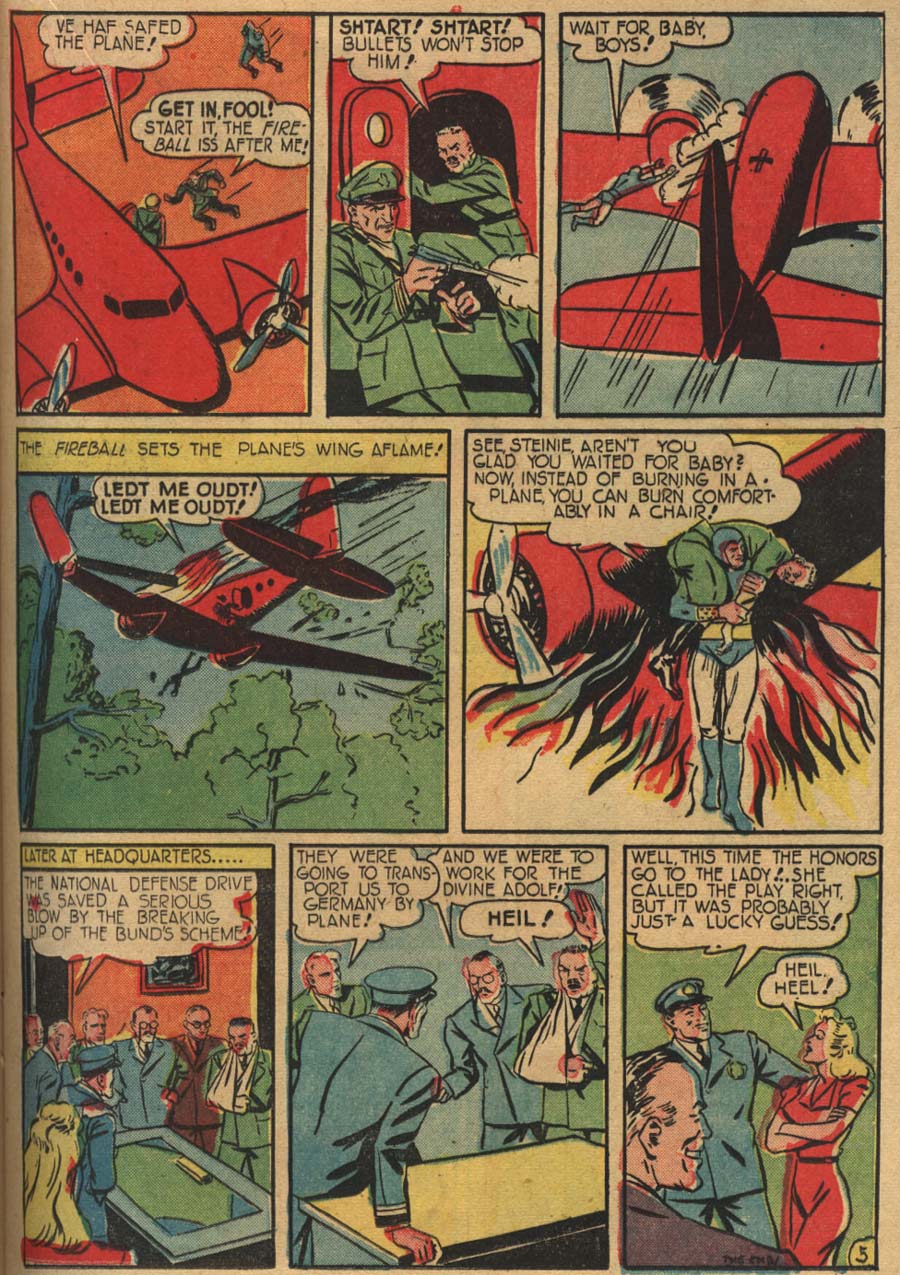 VE HAF SAFED
THE PLANE!
GET IN, FOOL!
START IT, THE FIRE-
BALL ISS AFTER ME!
SHTART! SHTART!
BULLETS WON'T STOP
HIM!
WAIT FOR BABY,
BOYS!
THE FIREBALL SETS THE PLANE'S WING AFLAME!
LEDT ME OUDT!
LEDT ME OUDT!
SEE, STEINIE, AREN'T YOU
GLAD YOU WAITED FOR BABY?
NOW, INSTEAD OF BURNING IN A
PLANE, YOU CAN BURN COMFORT-
ABLY IN A CHAIR!
LATER AT HEADQUARTERS.....
THE NATIONAL DEFENSE DRIVE
WAS SAVED A SERIOUS
BLOW BY THE BREAKING
UP OF THE BUND'S SCHEME!
THEY WERE
GOING TO TRANS-
PORT US TO
GERMANY BY
PLANE!
AND WE WERE TO
WORK FOR THE
DIVINE ADOLF!
HEIL!
WELL, THIS TIME THE HONORS
GO TO THE LADY!..SHE
CALLED THE PLAY RIGHT,
BUT IT WAS PROBABLY
JUST A LUCKY GUESS!
HEIL,
HEEL!
THE END!
5